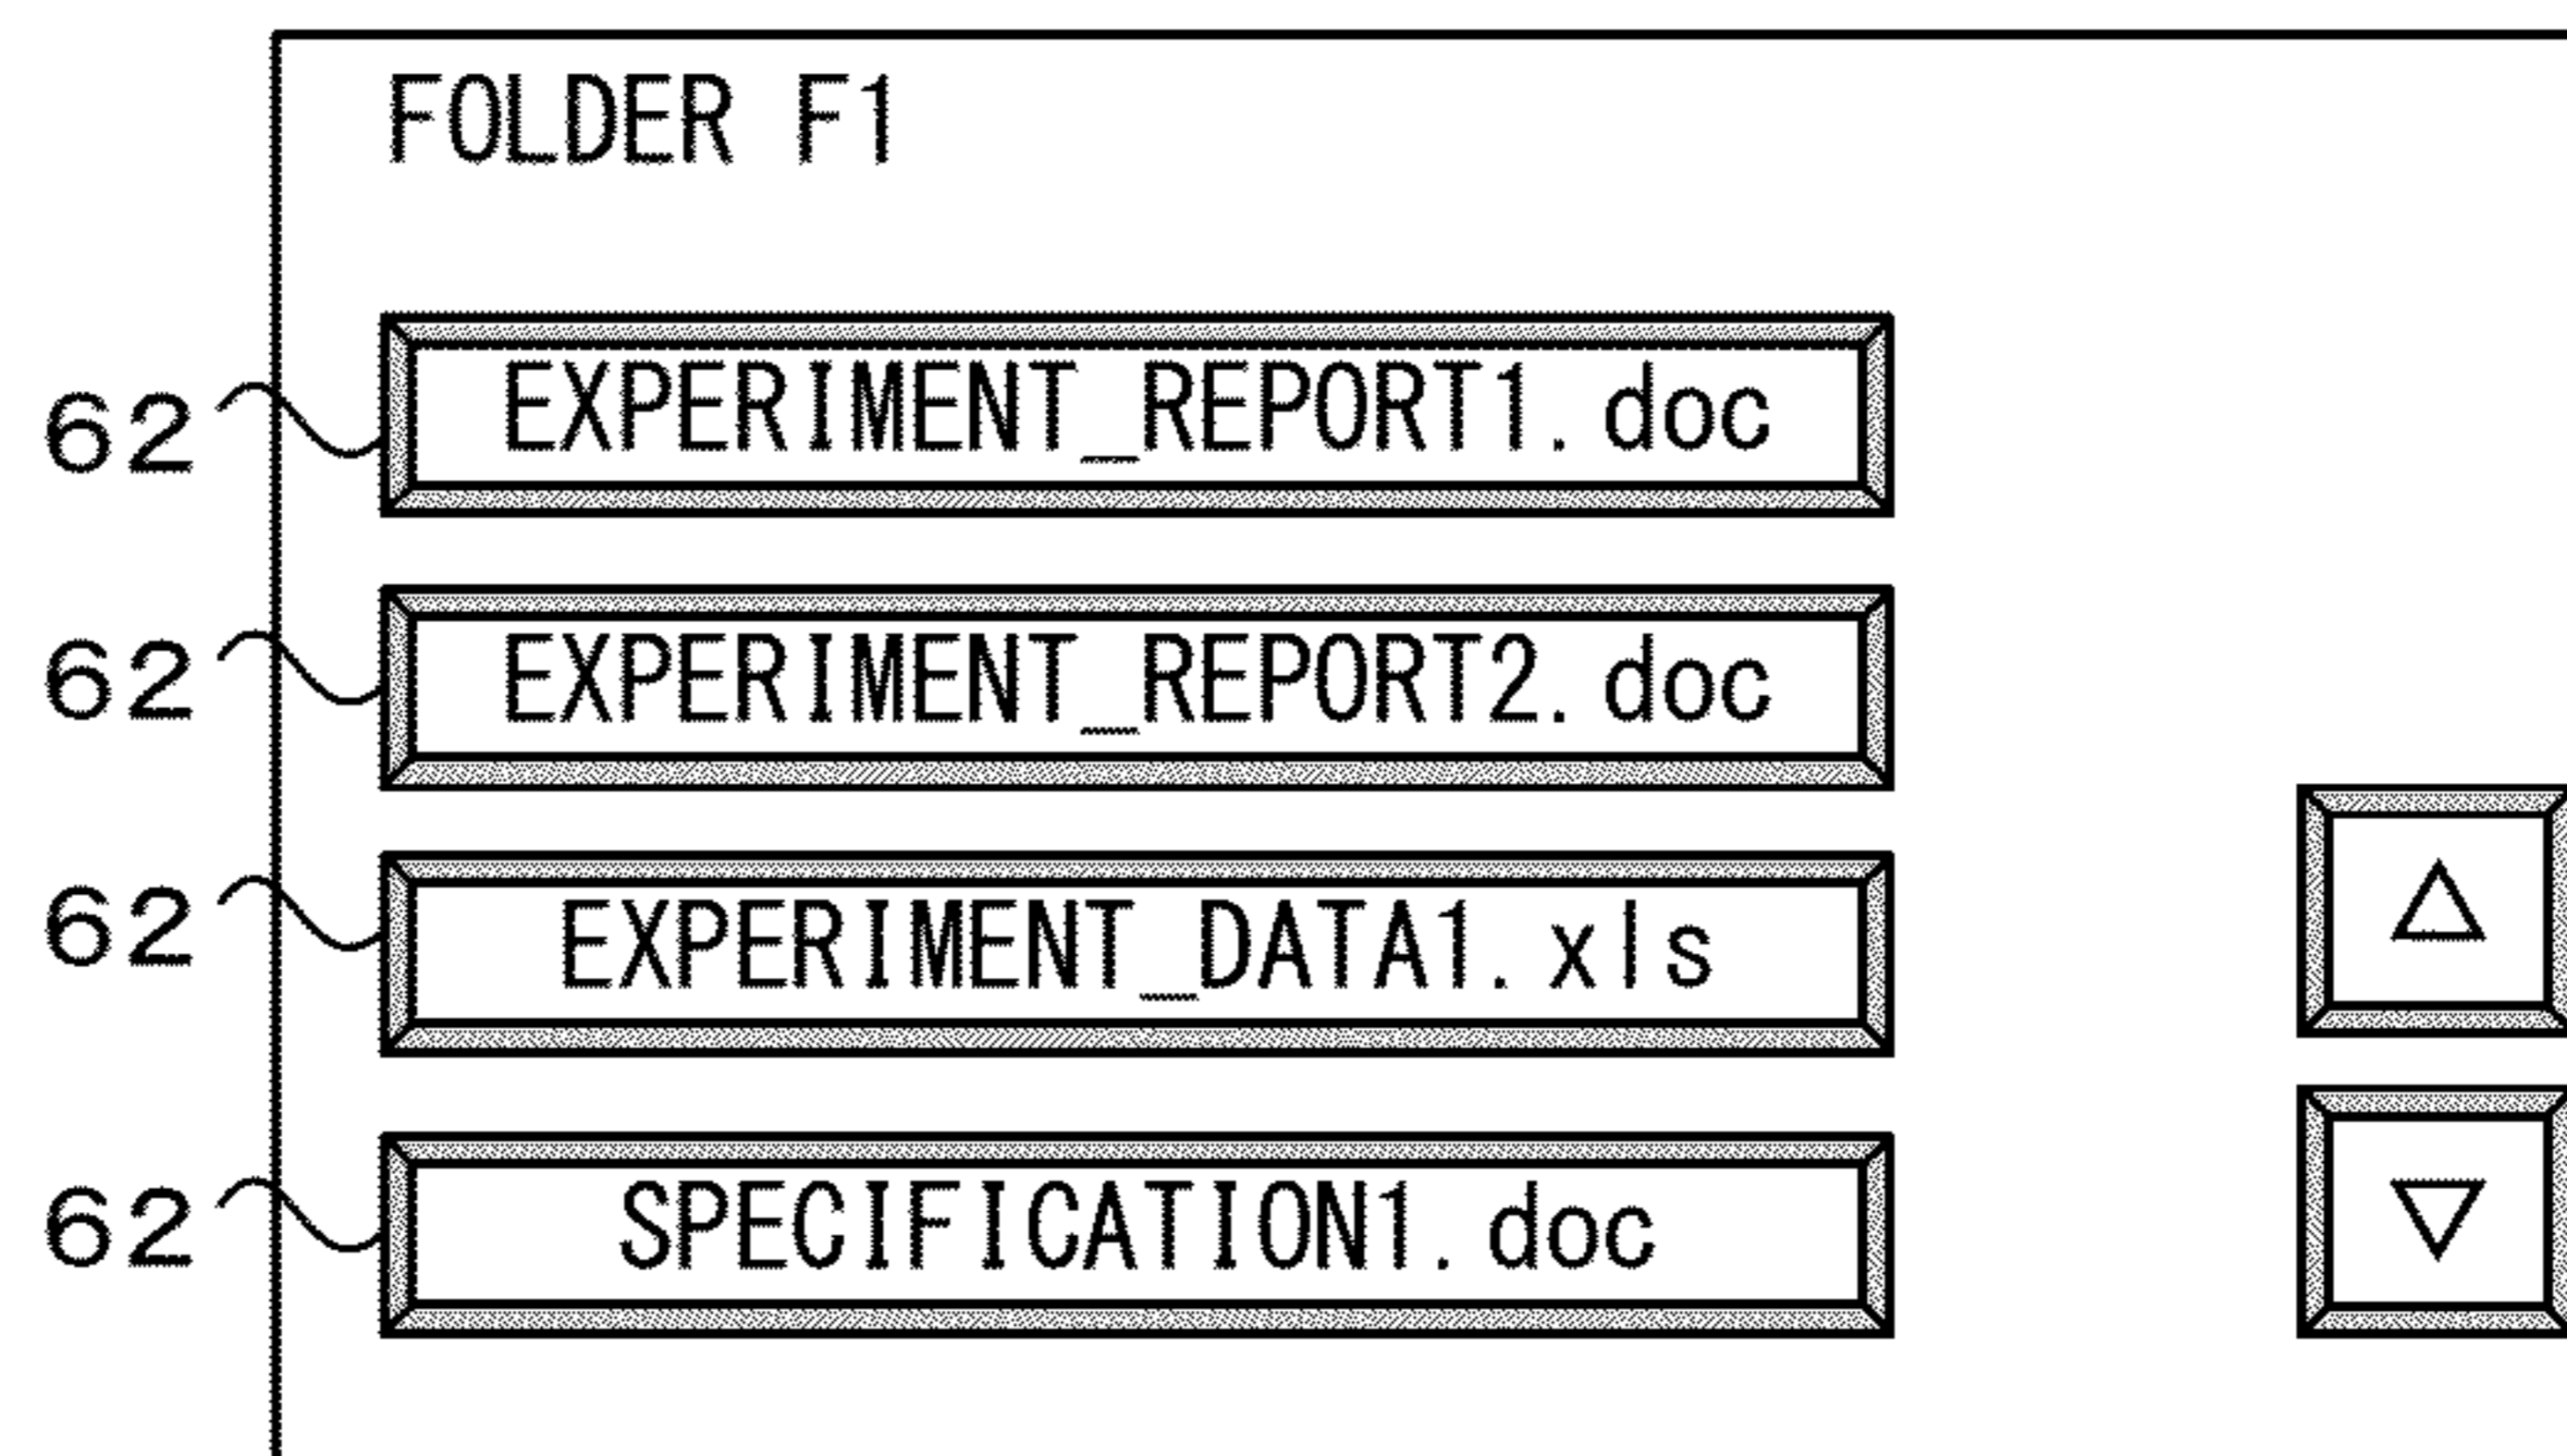 FOLDER F1
62 EXPERIMENT_REPORT1.doc
62 EXPERIMENT_REPORT2.doc
62 EXPERIMENT_DATA1.xls
62 SPECIFICATION1.doc